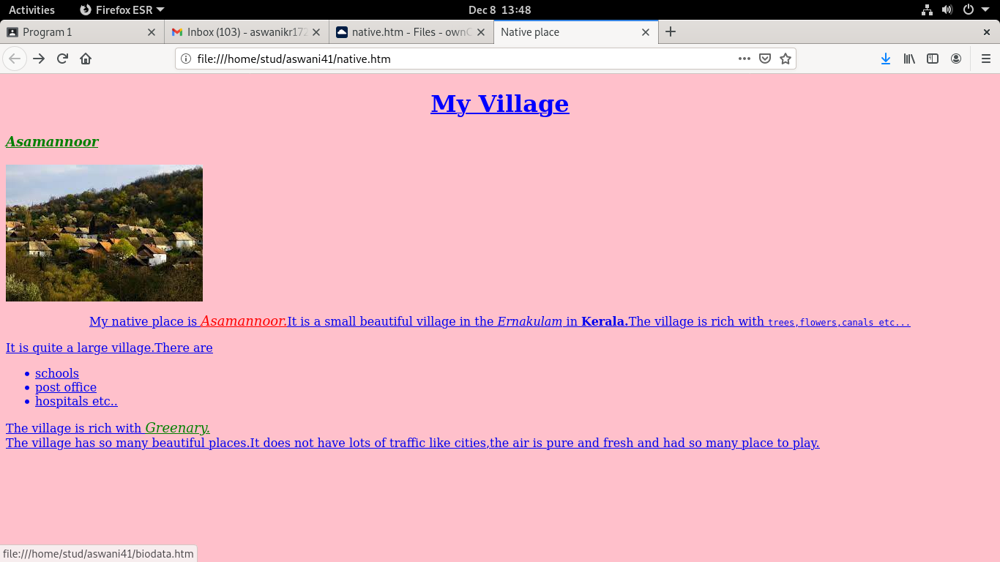 Activities Firefox ESR Dec 8 13:48
Program 1 Inbox (103) - aswanikr172 native.htm - Files - ownC Native place
file:///home/stud/aswani41/native.htm
My Village
Asamannoor
My native place is Asamannoor.It is a small beautiful village in the Ernakulam in Kerala.The village is rich with trees,flowers,canals etc...
It is quite a large village.There are
• schools
• post office
• hospitals etc..
The village is rich with Greenary.
The village has so many beautiful places.It does not have lots of traffic like cities,the air is pure and fresh and had so many place to play.
file:///home/stud/aswani41/biodata.htm